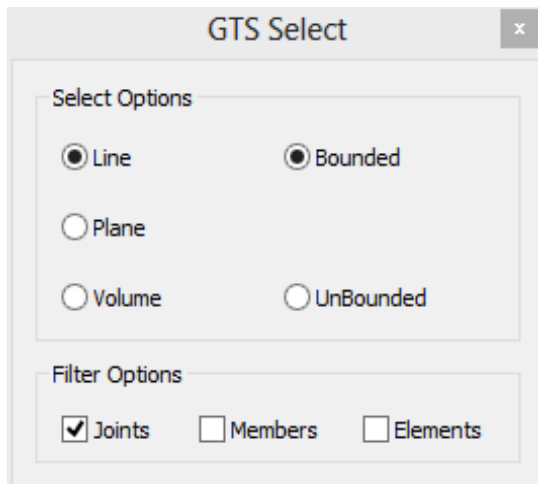 GTS Select
x
Select Options
Line Bounded
Plane
Volume UnBounded
Filter Options
Joints Members Elements